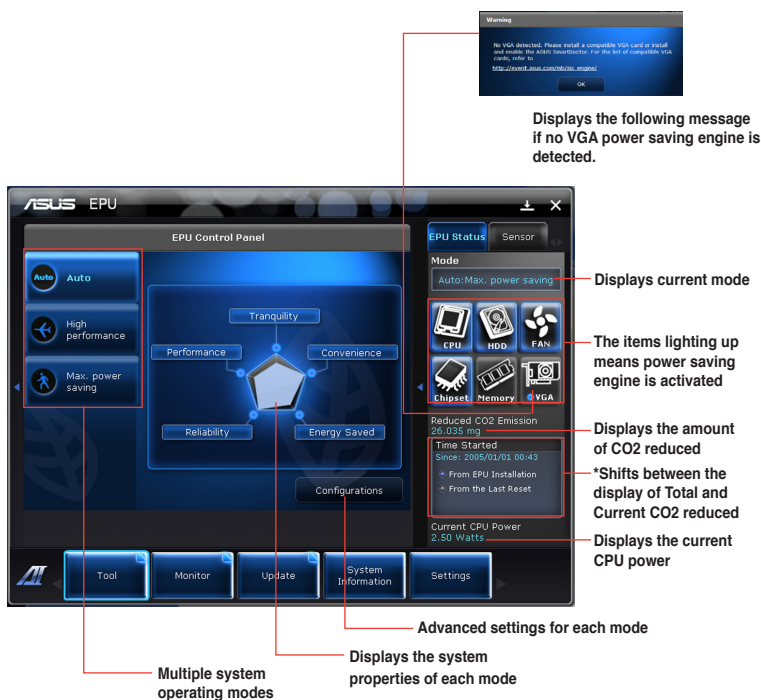 Warning
No VGA detected. Please install a compatible VGA card or install
and enable the ASUS SmartDoctor. For the list of compatible VGA
cards, refer to
http://event.asus.com/mb/six_engine/
OK
Displays the following message
if no VGA power saving engine is
detected.
ASUS EPU
EPU Control Panel
Auto Auto
High
performance
Max. power
saving
Tranquility
Performance
Convenience
Reliability
Energy Saved
Configurations
EPU Status
Sensor
Mode
Auto:Max. power saving
CPU
HDD
FAN
Chipset
Memory
VGA
Reduced CO2 Emission
26.035 mg
Time Started
Since: 2005/01/01 00:43
From EPU Installation
From the Last Reset
Current CPU Power
2.50 Watts
Displays current mode
The items lighting up
means power saving
engine is activated
Displays the amount
of CO2 reduced
*Shifts between the
display of Total and
Current CO2 reduced
Displays the current
CPU power
AI
Tool
Monitor
Update
System
Information
Settings
Advanced settings for each mode
Displays the system
properties of each mode
Multiple system
operating modes